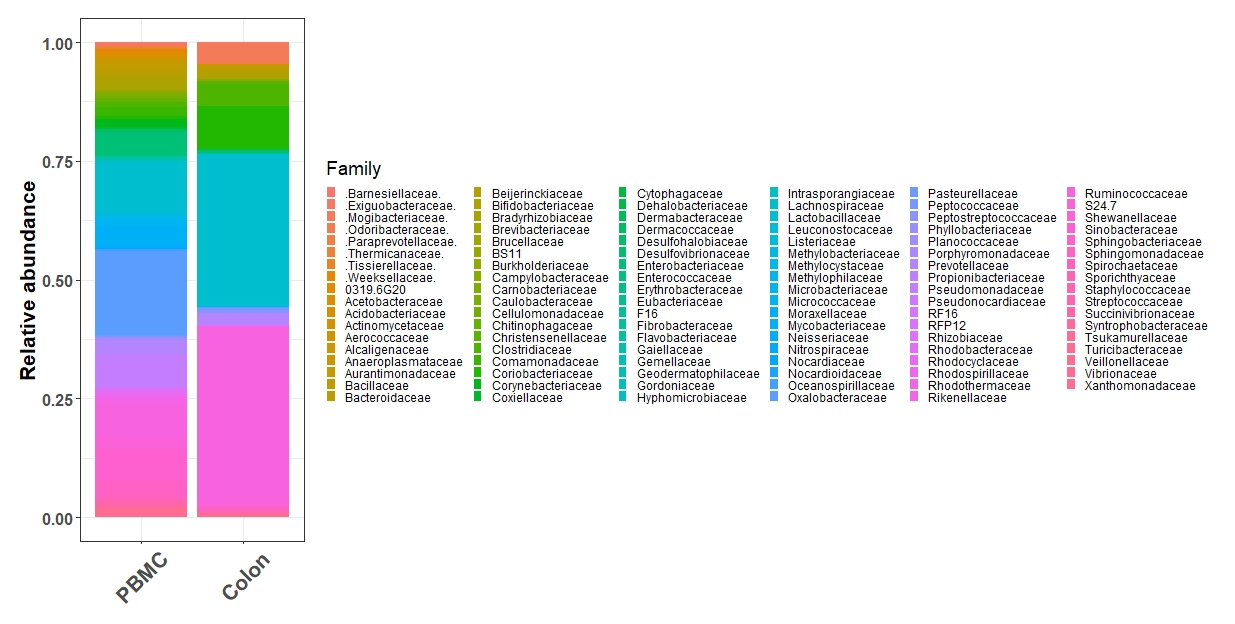 Relative abundance
1.00
0.75
0.50
0.25
0.00
PBMC
Colon
Family
.Barnesiellaceae.
.Exiguobacteraceae.
.Mogibacteriaceae.
.Odoribacteraceae.
.Paraprevotellaceae.
.Thermicanaceae.
.Tissierellaceae.
.Weeksellaceae.
0319.6G20
Acetobacteraceae
Acidobacteriaceae
Actinomycetaceae
Aerococcaceae
Alcaligenaceae
Anaeroplasmataceae
Aurantimonadaceae
Bacillaceae
Bacteroidaceae
Beijerinckiaceae
Bifidobacteriaceae
Bradyrhizobiaceae
Brevibacteriaceae
Brucellaceae
BS11
Burkholderiaceae
Campylobacteraceae
Carnobacteriaceae
Caulobacteraceae
Cellulomonadaceae
Chitinophagaceae
Christensenellaceae
Clostridiaceae
Comamonadaceae
Coriobacteriaceae
Corynebacteriaceae
Coxiellaceae
Cytophagaceae
Dehalobacteriaceae
Dermabacteraceae
Dermacoccaceae
Desulfohalobiaceae
Desulfovibrionaceae
Enterobacteriaceae
Enterococcaceae
Erythrobacteraceae
Eubacteriaceae
F16
Fibrobacteraceae
Flavobacteriaceae
Gaiellaceae
Gemellaceae
Geodermatophilaceae
Gordoniaceae
Hyphomicrobiaceae
Intrasporangiaceae
Lachnospiraceae
Lactobacillaceae
Leuconostocaceae
Listeriaceae
Methylobacteriaceae
Methylocystaceae
Methylophilaceae
Microbacteriaceae
Micrococcaceae
Moraxellaceae
Mycobacteriaceae
Neisseriaceae
Nitrospiraceae
Nocardiaceae
Nocardioidaceae
Oceanospirillaceae
Oxalobacteraceae
Pasteurellaceae
Peptococcaceae
Peptostreptococcaceae
Phyllobacteriaceae
Planococcaceae
Porphyromonadaceae
Prevotellaceae
Propionibacteriaceae
Pseudomonadaceae
Pseudonocardiaceae
RF16
RFP12
Rhizobiaceae
Rhodobacteraceae
Rhodocyclaceae
Rhodospirillaceae
Rhodothermaceae
Rikenellaceae
Ruminococcaceae
S24.7
Shewanellaceae
Sinobacteraceae
Sphingobacteriaceae
Sphingomonadaceae
Spirochaetaceae
Sporichthyaceae
Staphylococcaceae
Streptococcaceae
Succinivibrionaceae
Syntrophobacteraceae
Tsukamurellaceae
Turicibacteraceae
Veillonellaceae
Vibrionaceae
Xanthomonadaceae